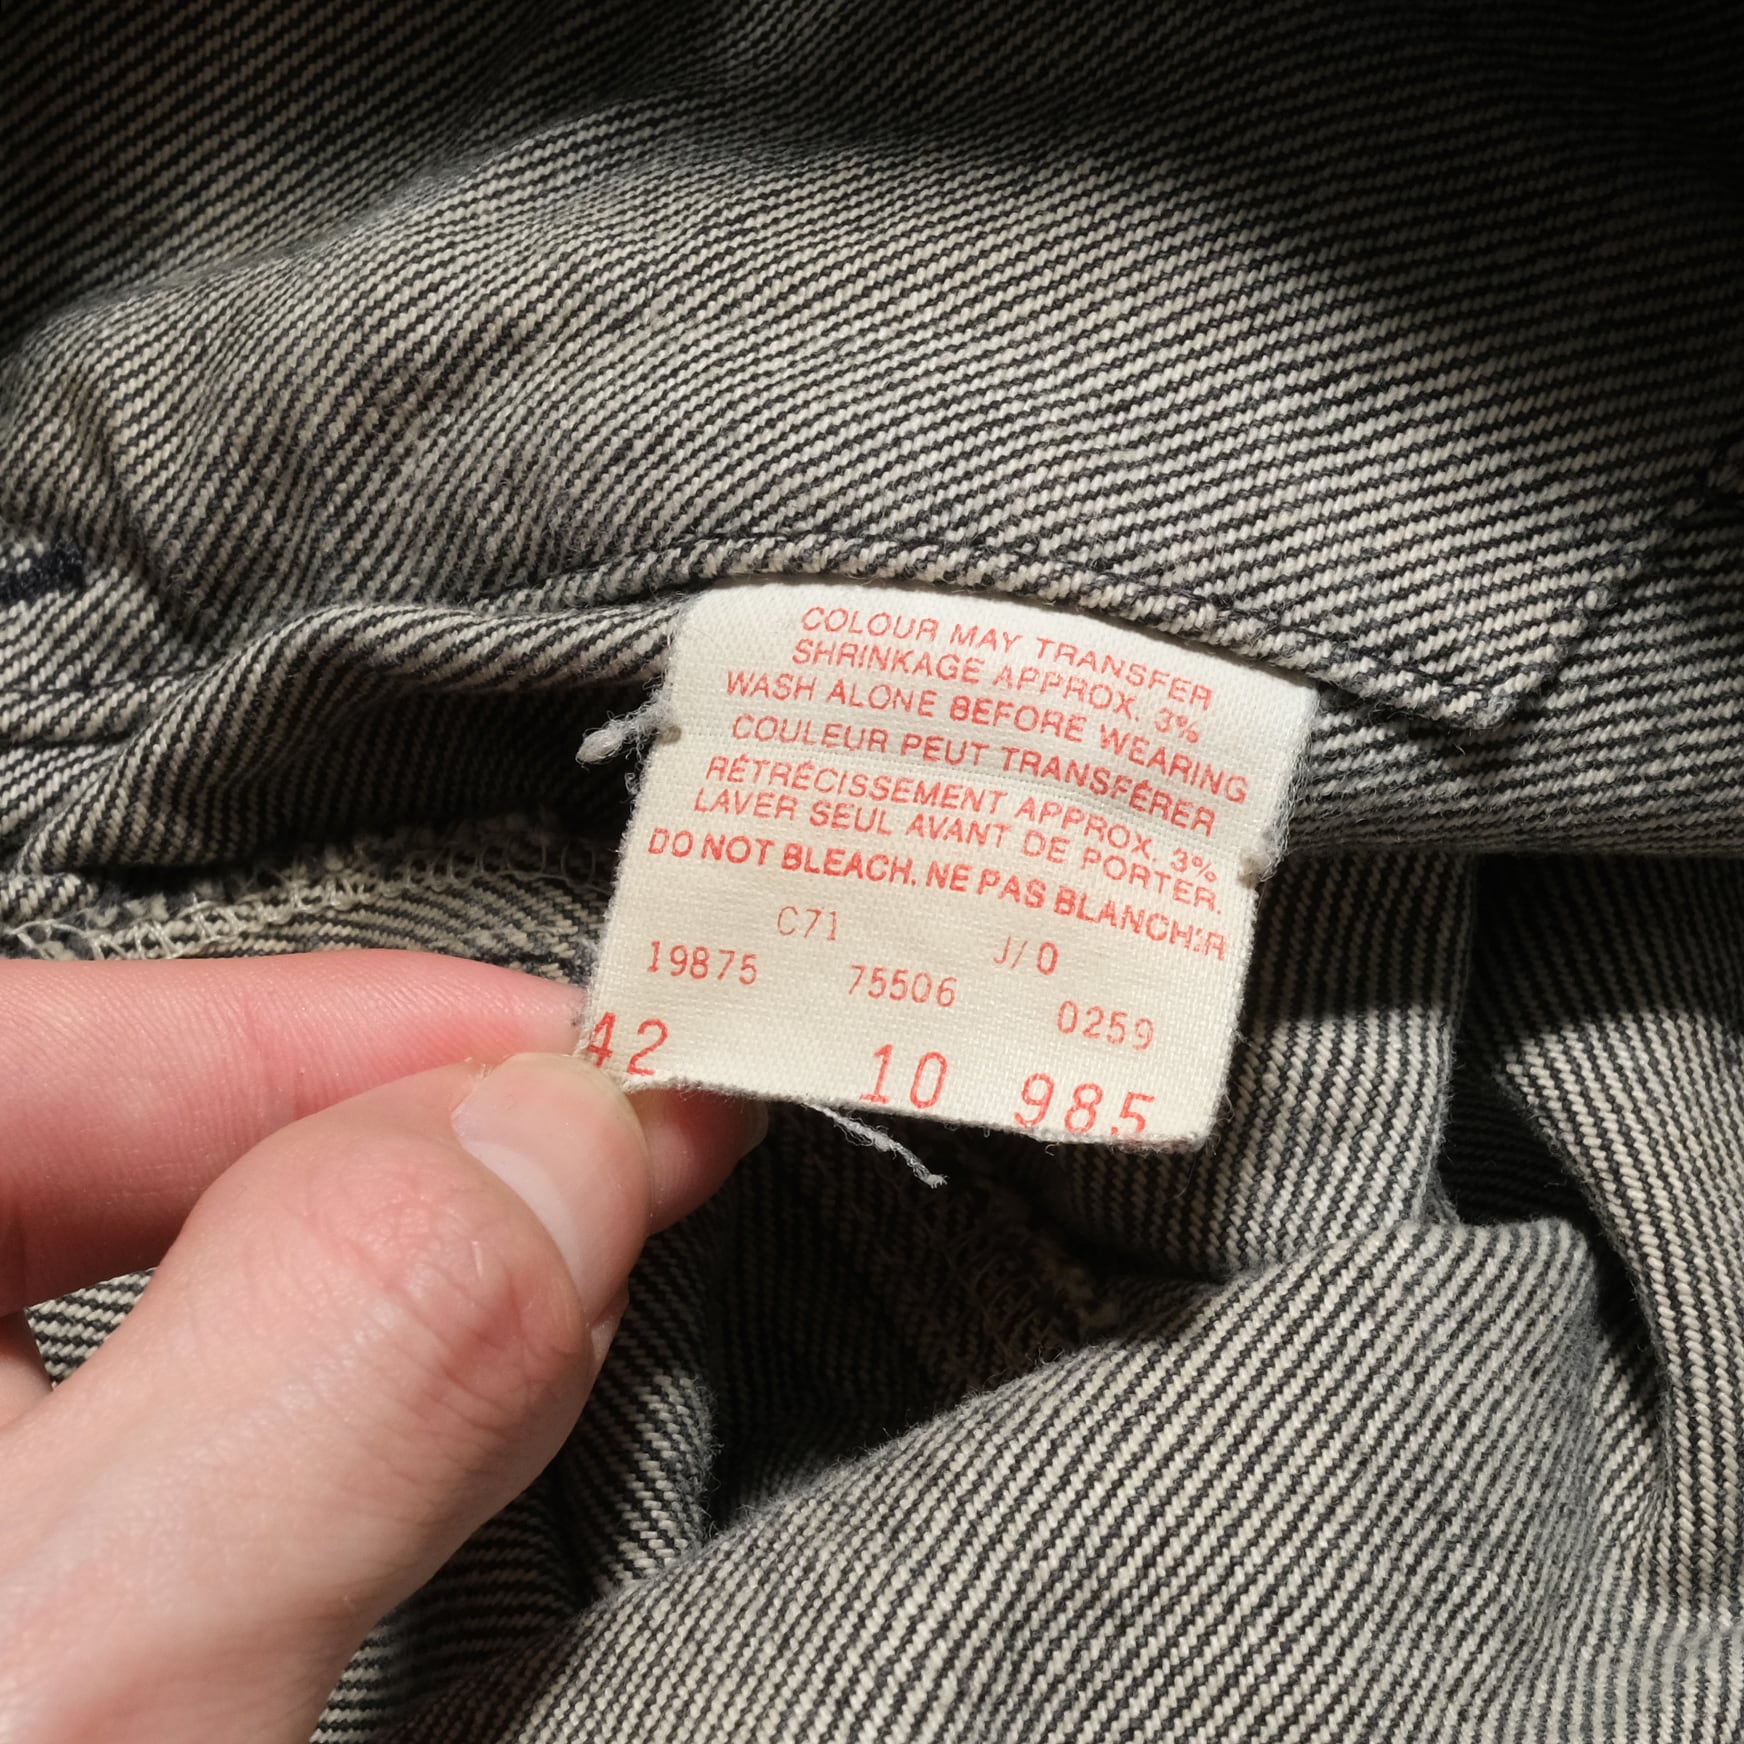 COLOUR MAY TRANSFER
SHRINKAGE APPROX. 3%
WASH ALONE BEFORE WEARING
COULEUR PEUT TRANSFÉRER
RÉTRÉCISSEMENT APPROX. 3%
LAVER SEUL AVANT DE PORTER.
DO NOT BLEACH. NE PAS BLANCHIR
C71 J/0
19875 75506 0259
42 10 985